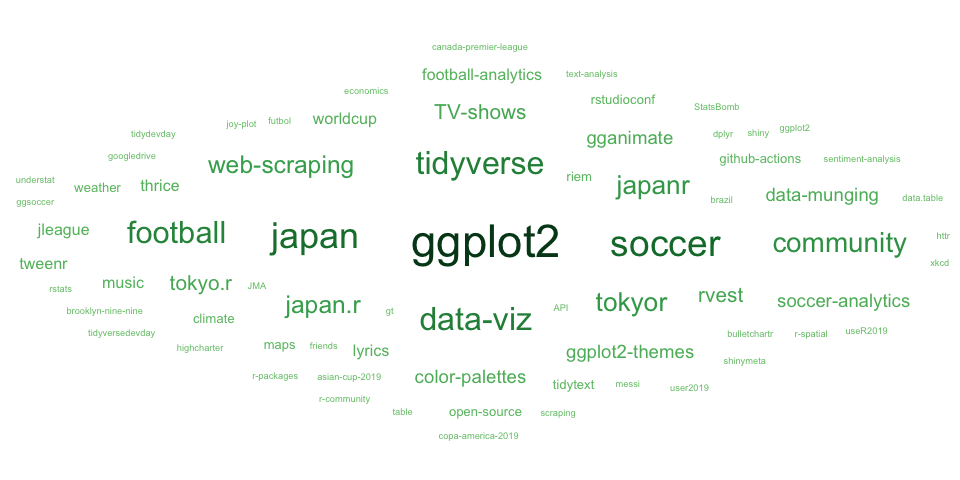 canada-premier-league
football-analytics
text-analysis
economics
rstudioconf
StatsBomb
TV-shows
worldcup
futbol
joy-plot
tidydevday
gganimate
dplyr
shiny
ggplot2
googledrive
web-scraping
tidyverse
github-actions
sentiment-analysis
understat
weather
thrice
riem
japanr
data-munging
data.table
ggsoccer
brazil
jleague
football
japan
ggplot2
soccer
community
httr
tweenr
xkcd
rstats
music
tokyo.r
JMA
rvest
soccer-analytics
brooklyn-nine-nine
climate
japan.r
gt
API
tokyor
data-viz
tidyversedevday
bulletchartr
r-spatial
useR2019
highcharter
maps
friends
lyrics
ggplot2-themes
shinymeta
r-packages
asian-cup-2019
color-palettes
tidytext
messi
user2019
r-community
table
open-source
scraping
copa-america-2019